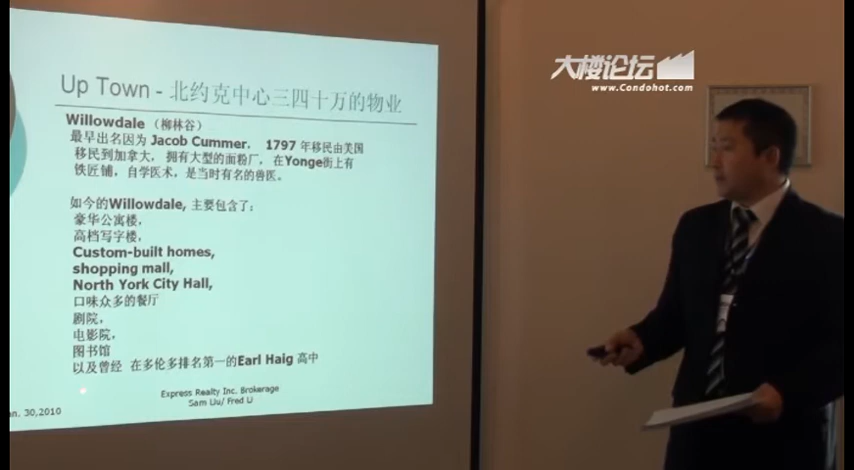 大楼论坛
www.Condohot.com
Up Town - 北约克中心三四十万的物业
Willowdale （柳林谷）
最早出名因为 Jacob Cummer, 1797 年移民由美国
移民到加拿大， 拥有大型的面粉厂， 在Yonge街上有
铁匠铺，自学医术，是当时有名的兽医。
如今的Willowdale, 主要包含了：
豪华公寓楼，
高档写字楼，
Custom-built homes,
shopping mall,
North York City Hall,
口味众多的餐厅
剧院，
电影院，
图书馆
以及曾经 在多伦多排名第一的Earl Haig 高中
an. 30,2010
Express Realty Inc. Brokerage
Sam Liu/ Fred Li